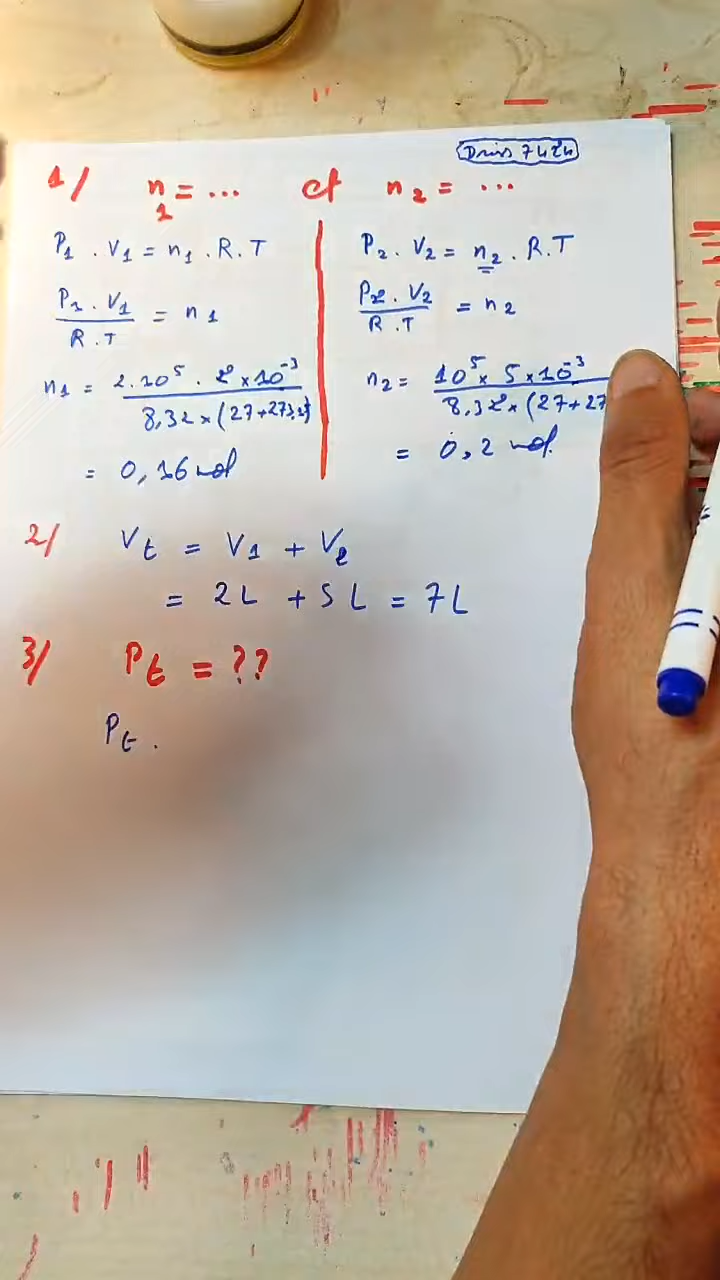 Driss 7424
1/ n1 = ... et n2 = ...
P1 . V1 = n1 . R . T
P1 . V1 / R . T = n1
n1 = 2.10^5 . 2 × 10^-3 / 8,32 × (27+273,
= 0,16 mol
P2 . V2 = n2 . R . T
P2 . V2 / R . T = n2
n2 = 10^5 × 5 × 10^-3 / 8,32 × (27+27
= 0,2 mol.
2/ Vt = V1 + V2
= 2L + 5L = 7L
3/ Pt = ??
Pt .